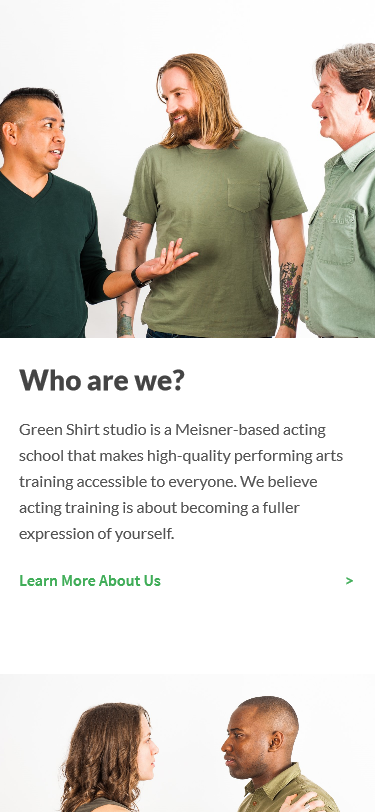 Who are we?
Green Shirt studio is a Meisner-based acting
school that makes high-quality performing arts
training accessible to everyone. We believe
acting training is about becoming a fuller
expression of yourself.
Learn More About Us >